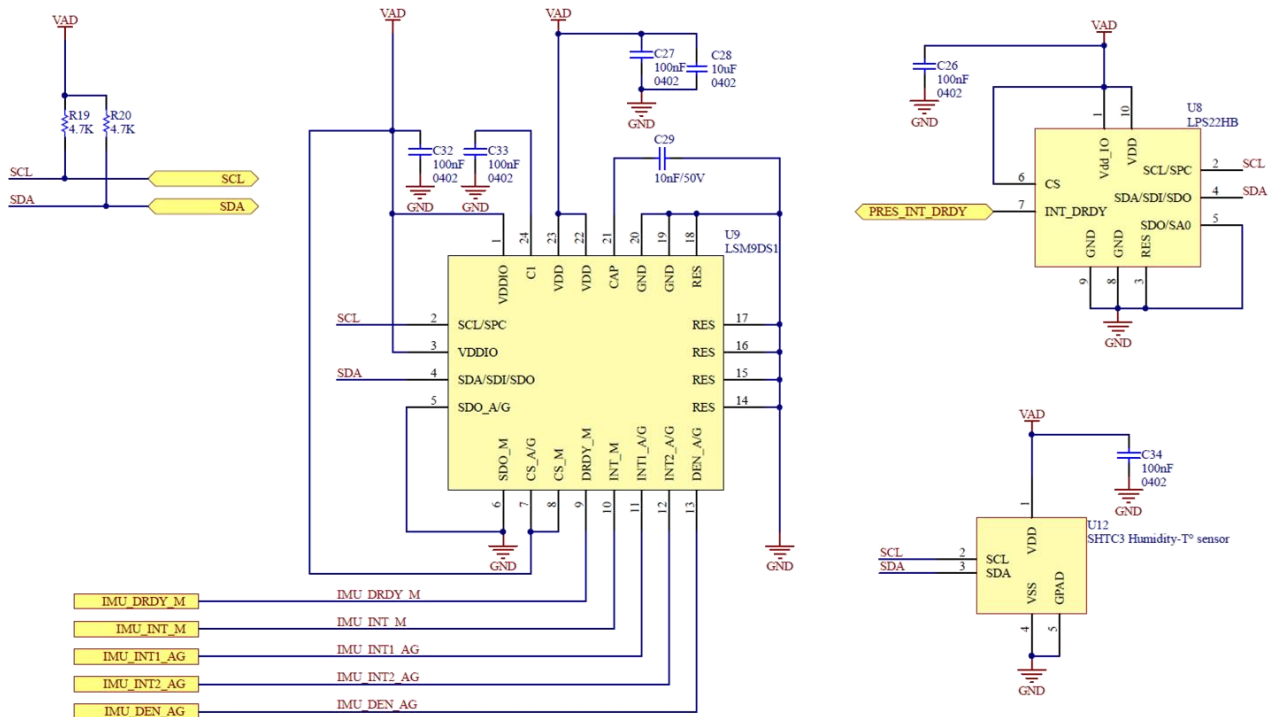 VAD
R19
4.7K
R20
4.7K
SCL
SCL
SDA
SDA
VAD
C32
100nF
0402
GND
C33
100nF
0402
GND
VAD
C27
100nF
0402
C28
10uF
0402
GND
C29
10nF/50V
U9
LSM9DS1
1
24
23
22
21
20
19
18
VDDIO
C1
VDD
VDD
CAP
GND
GND
RES
SCL
2
SCL/SPC
3
VDDIO
SDA
4
SDA/SDI/SDO
5
SDO_A/G
RES
17
RES
16
RES
15
RES
14
SDO_M
CS_A/G
CS_M
DRDY_M
INT_M
INT1_A/G
INT2_A/G
DEN_A/G
6
7
8
9
10
11
12
13
GND
GND
IMU_DRDY_M
IMU_DRDY_M
IMU_INT_M
IMU_INT_M
IMU_INT1_AG
IMU_INT1_AG
IMU_INT2_AG
IMU_INT2_AG
IMU_DEN_AG
IMU_DEN_AG
VAD
C26
100nF
0402
GND
U8
LPS22HB
1
10
Vdd_IO
VDD
6
CS
PRES_INT_DRDY
7
INT_DRDY
SCL/SPC
2
SCL
SDA/SDI/SDO
4
SDA
SDO/SA0
5
GND
GND
RES
9
8
3
GND
VAD
C34
100nF
0402
GND
U12
SHTC3 Humidity-T° sensor
1
VDD
SCL
2
SCL
SDA
3
SDA
VSS
GPAD
4
5
GND